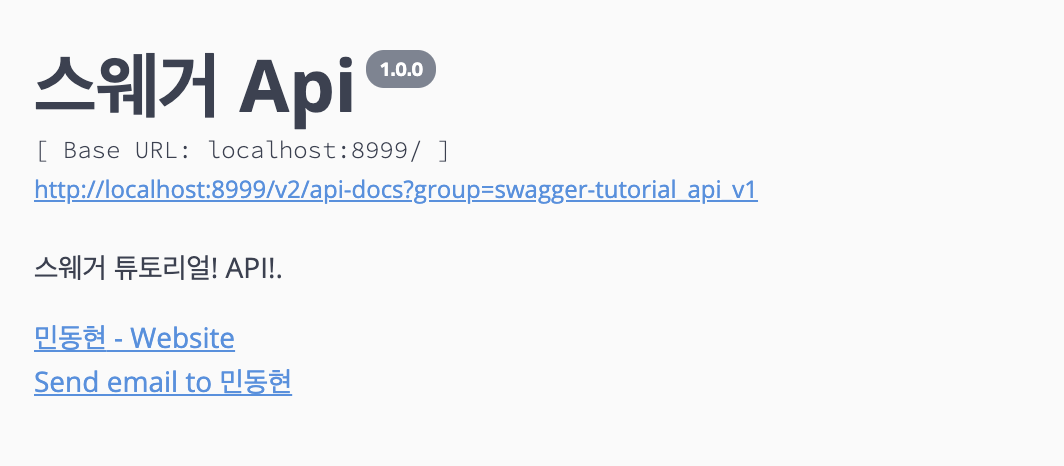 스웨거 Api 1.0.0
[ Base URL: localhost:8999/ ]
http://localhost:8999/v2/api-docs?group=swagger-tutorial_api_v1
스웨거 튜토리얼! API!.
민동현 - Website
Send email to 민동현